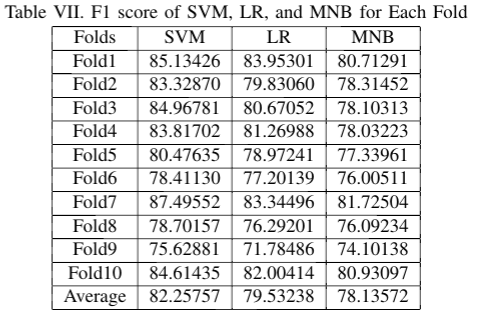 Table VII. F1 score of SVM, LR, and MNB for Each Fold
Folds SVM LR MNB
Fold1 85.13426 83.95301 80.71291
Fold2 83.32870 79.83060 78.31452
Fold3 84.96781 80.67052 78.10313
Fold4 83.81702 81.26988 78.03223
Fold5 80.47635 78.97241 77.33961
Fold6 78.41130 77.20139 76.00511
Fold7 87.49552 83.34496 81.72504
Fold8 78.70157 76.29201 76.09234
Fold9 75.62881 71.78486 74.10138
Fold10 84.61435 82.00414 80.93097
Average 82.25757 79.53238 78.13572